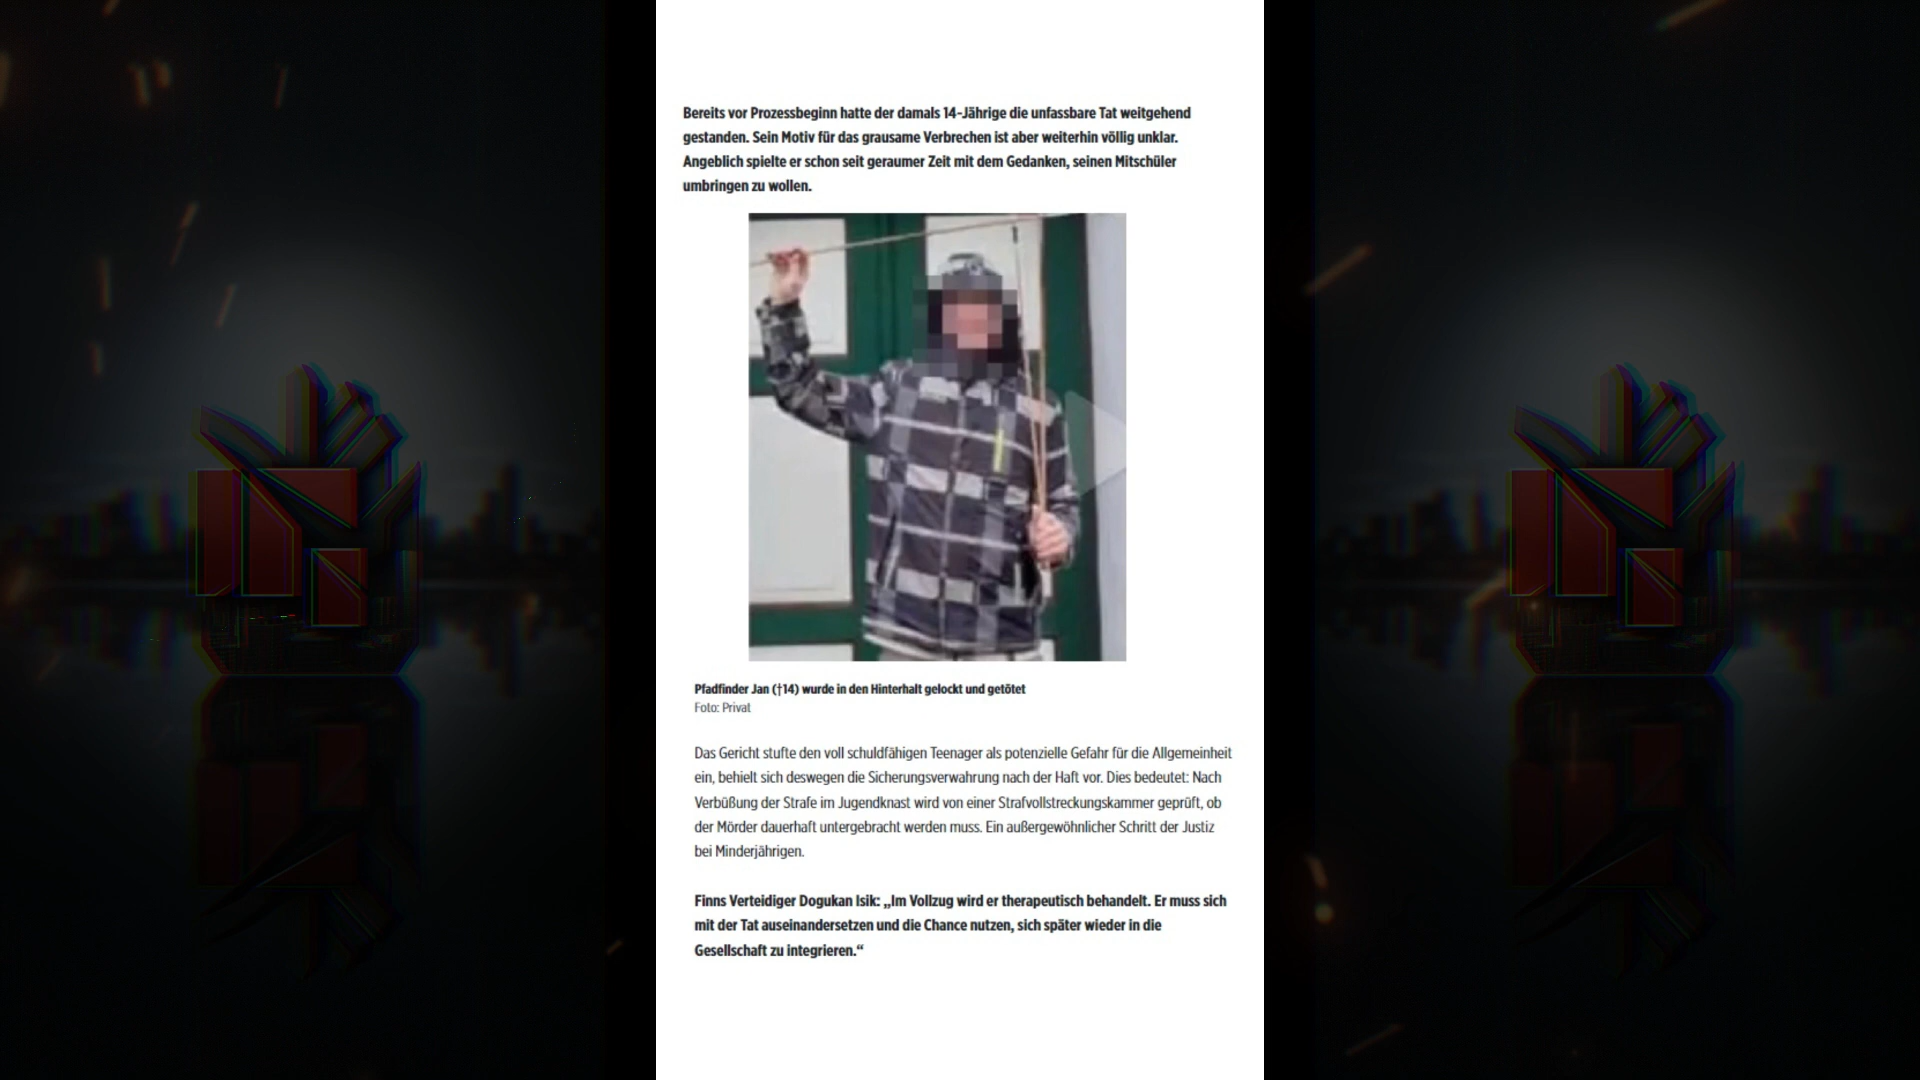 Bereits vor Prozessbeginn hatte der damals 14-Jährige die unfassbare Tat weitgehend
gestanden. Sein Motiv für das grausame Verbrechen ist aber weiterhin völlig unklar.
Angeblich spielte er schon seit geraumer Zeit mit dem Gedanken, seinen Mitschüler
umbringen zu wollen.
Pfadfinder Jan (†14) wurde in den Hinterhalt gelockt und getötet
Foto: Privat
Das Gericht stufte den voll schuldfähigen Teenager als potenzielle Gefahr für die Allgemeinheit
ein, behielt sich deswegen die Sicherungsverwahrung nach der Haft vor. Dies bedeutet: Nach
Verbüßung der Strafe im Jugendknast wird von einer Strafvollstreckungskammer geprüft, ob
der Mörder dauerhaft untergebracht werden muss. Ein außergewöhnlicher Schritt der Justiz
bei Minderjährigen.
Finns Verteidiger Dogukan Isik: „Im Vollzug wird er therapeutisch behandelt. Er muss sich
mit der Tat auseinandersetzen und die Chance nutzen, sich später wieder in die
Gesellschaft zu integrieren.“